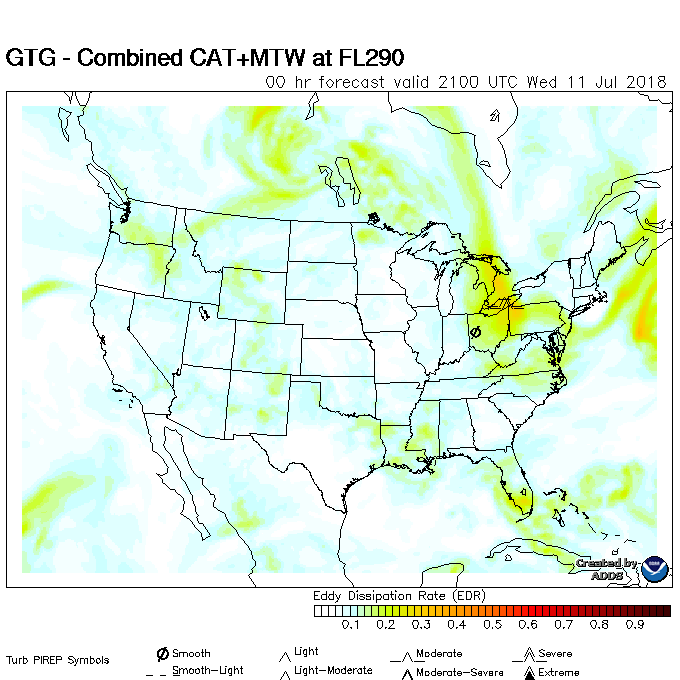 GTG - Combined CAT+MTW at FL290
00 hr forecast valid 2100 UTC Wed 11 Jul 2018
Created by
ADDS
Eddy Dissipation Rate (EDR)
0.1 0.2 0.3 0.4 0.5 0.6 0.7 0.8 0.9
Turb PIREP Symbols
Smooth Light Moderate Severe
Smooth-Light Light-Moderate Moderate-Severe Extreme